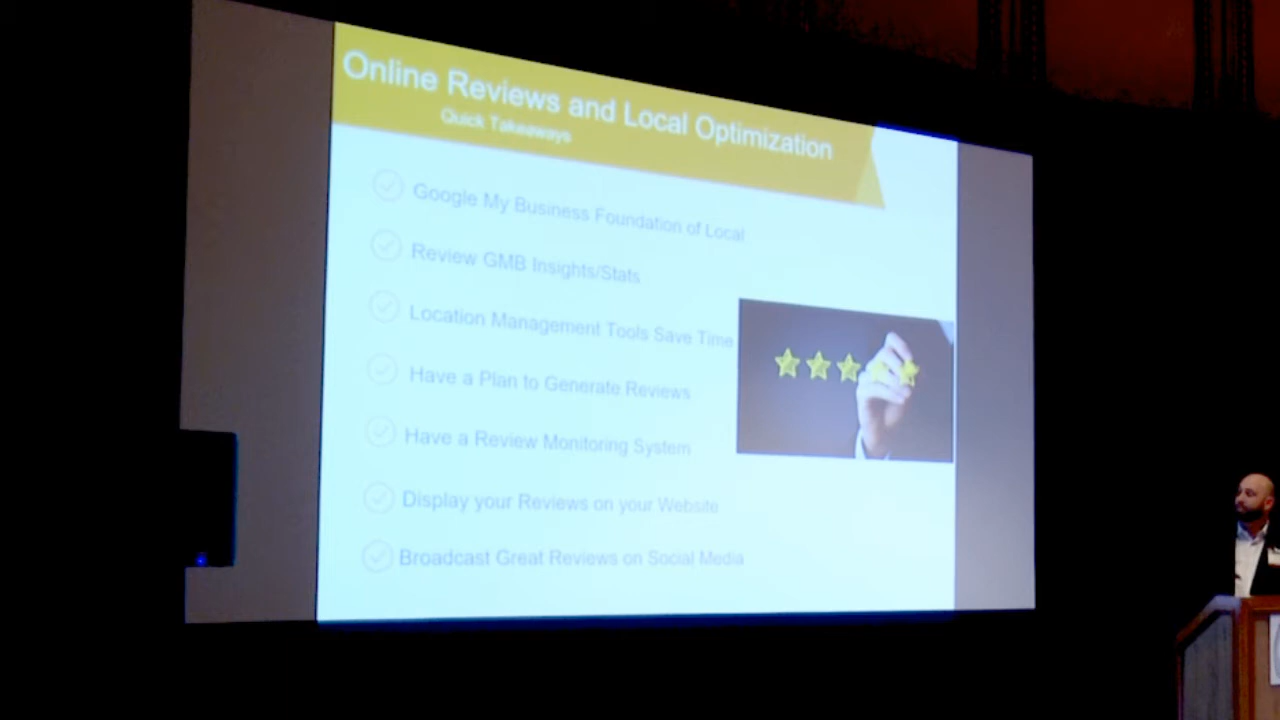 Online Reviews and Local Optimization
Quick Takeaways
Google My Business Foundation of Local
Review GMB Insights/Stats
Location Management Tools Save Time
Have a Plan to Generate Reviews
Have a Review Monitoring System
Display your Reviews on your Website
Broadcast Great Reviews on Social Media